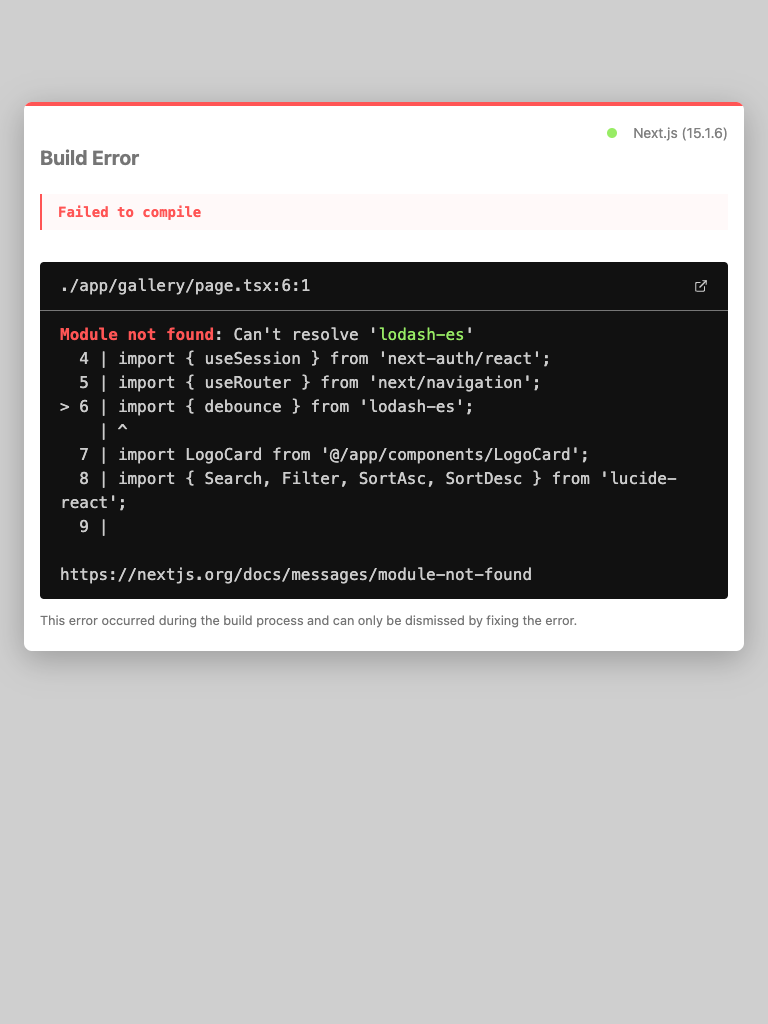 Next.js (15.1.6)
Build Error
Failed to compile
./app/gallery/page.tsx:6:1
Module not found: Can't resolve 'lodash-es'
  4 | import { useSession } from 'next-auth/react';
  5 | import { useRouter } from 'next/navigation';
> 6 | import { debounce } from 'lodash-es';
    | ^
  7 | import LogoCard from '@/app/components/LogoCard';
  8 | import { Search, Filter, SortAsc, SortDesc } from 'lucide-
react';
  9 |
https://nextjs.org/docs/messages/module-not-found
This error occurred during the build process and can only be dismissed by fixing the error.